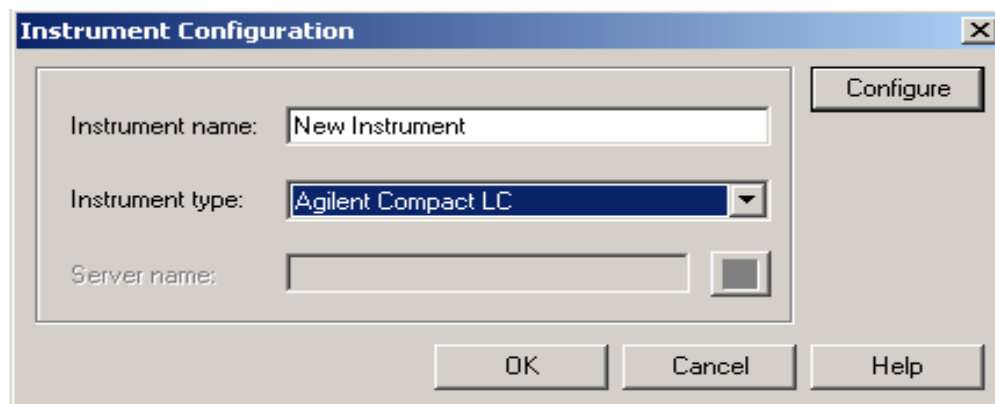 Instrument Configuration
Configure
Instrument name: New Instrument
Instrument type: Agilent Compact LC
Server name:
OK Cancel Help